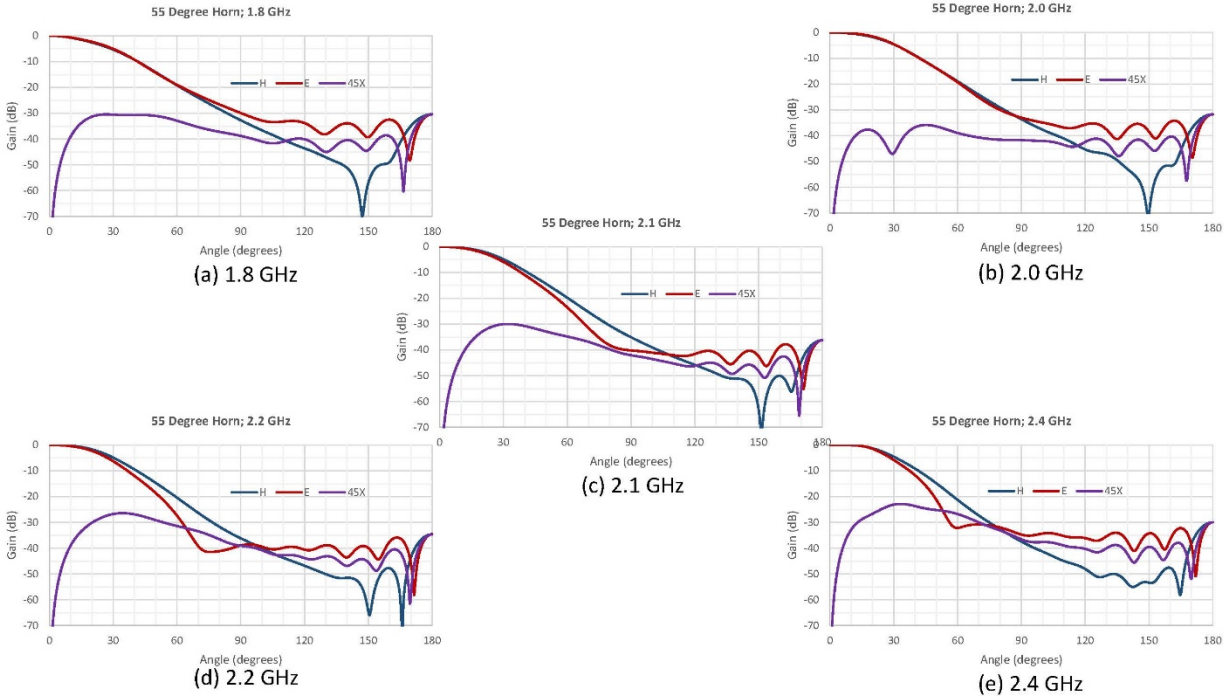 55 Degree Horn; 1.8 GHz
0
-10
-20
-30
-40
-50
-60
-70
Gain (dB)
H E 45X
0 30 60 90 120 150 180
Angle (degrees)
(a) 1.8 GHz
55 Degree Horn; 2.0 GHz
0
-10
-20
-30
-40
-50
-60
-70
Gain (dB)
H E 45X
0 30 60 90 120 150 180
Angle (degrees)
(b) 2.0 GHz
55 Degree Horn; 2.1 GHz
0
-10
-20
-30
-40
-50
-60
-70
Gain (dB)
H E 45X
0 30 60 90 120 150 180
Angle (degrees)
(c) 2.1 GHz
55 Degree Horn; 2.2 GHz
0
-10
-20
-30
-40
-50
-60
-70
Gain (dB)
H E 45X
0 30 60 90 120 150 180
Angle (degrees)
(d) 2.2 GHz
55 Degree Horn; 2.4 GHz
0
-10
-20
-30
-40
-50
-60
-70
Gain (dB)
H E 45X
0 30 60 90 120 150 180
Angle (degrees)
(e) 2.4 GHz